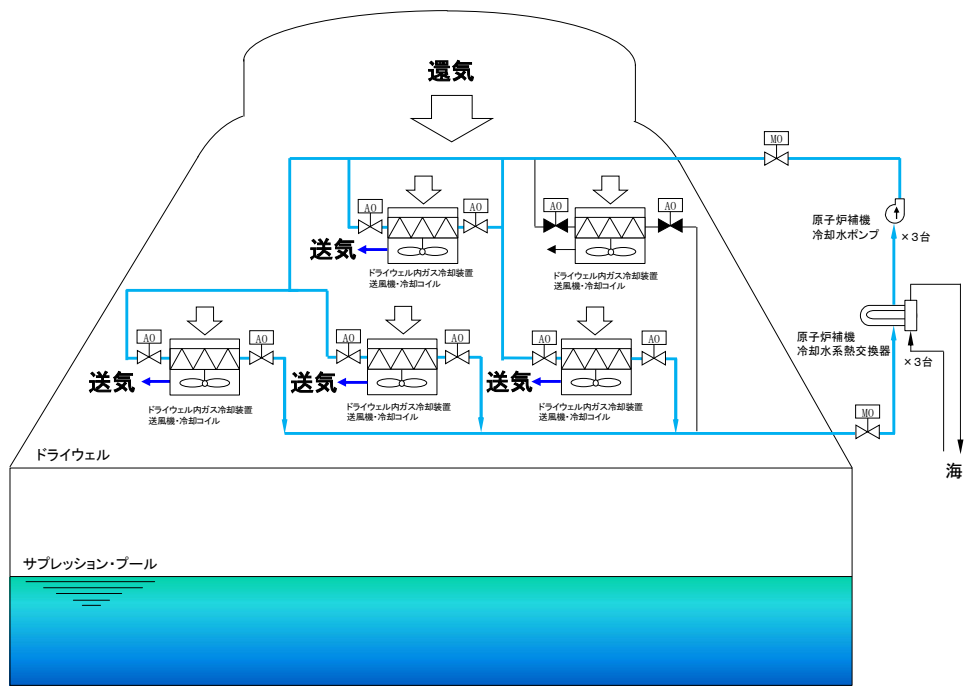 還気
MO
AO
AO
AO
AO
原子炉補機
冷却水ポンプ
×3台
送気
ドライウェル内ガス冷却装置
送風機・冷却コイル
ドライウェル内ガス冷却装置
送風機・冷却コイル
AO
AO
AO
AO
AO
AO
原子炉補機
冷却水系熱交換器
×3台
送気
送気
送気
ドライウェル内ガス冷却装置
送風機・冷却コイル
ドライウェル内ガス冷却装置
送風機・冷却コイル
ドライウェル内ガス冷却装置
送風機・冷却コイル
MO
ドライウェル
海
サプレッション・プール